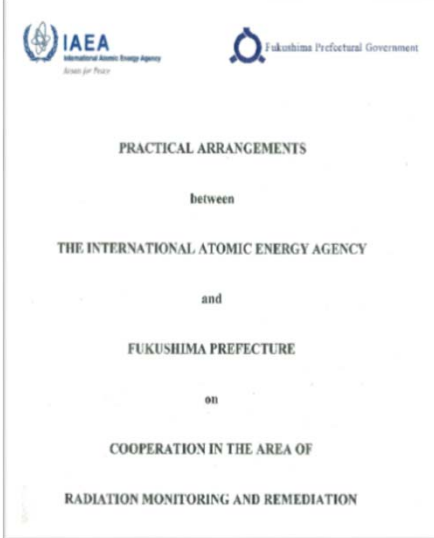 IAEA
International Atomic Energy Agency
Atoms for Peace
Fukushima Prefectural Government
PRACTICAL ARRANGEMENTS
between
THE INTERNATIONAL ATOMIC ENERGY AGENCY
and
FUKUSHIMA PREFECTURE
on
COOPERATION IN THE AREA OF
RADIATION MONITORING AND REMEDIATION